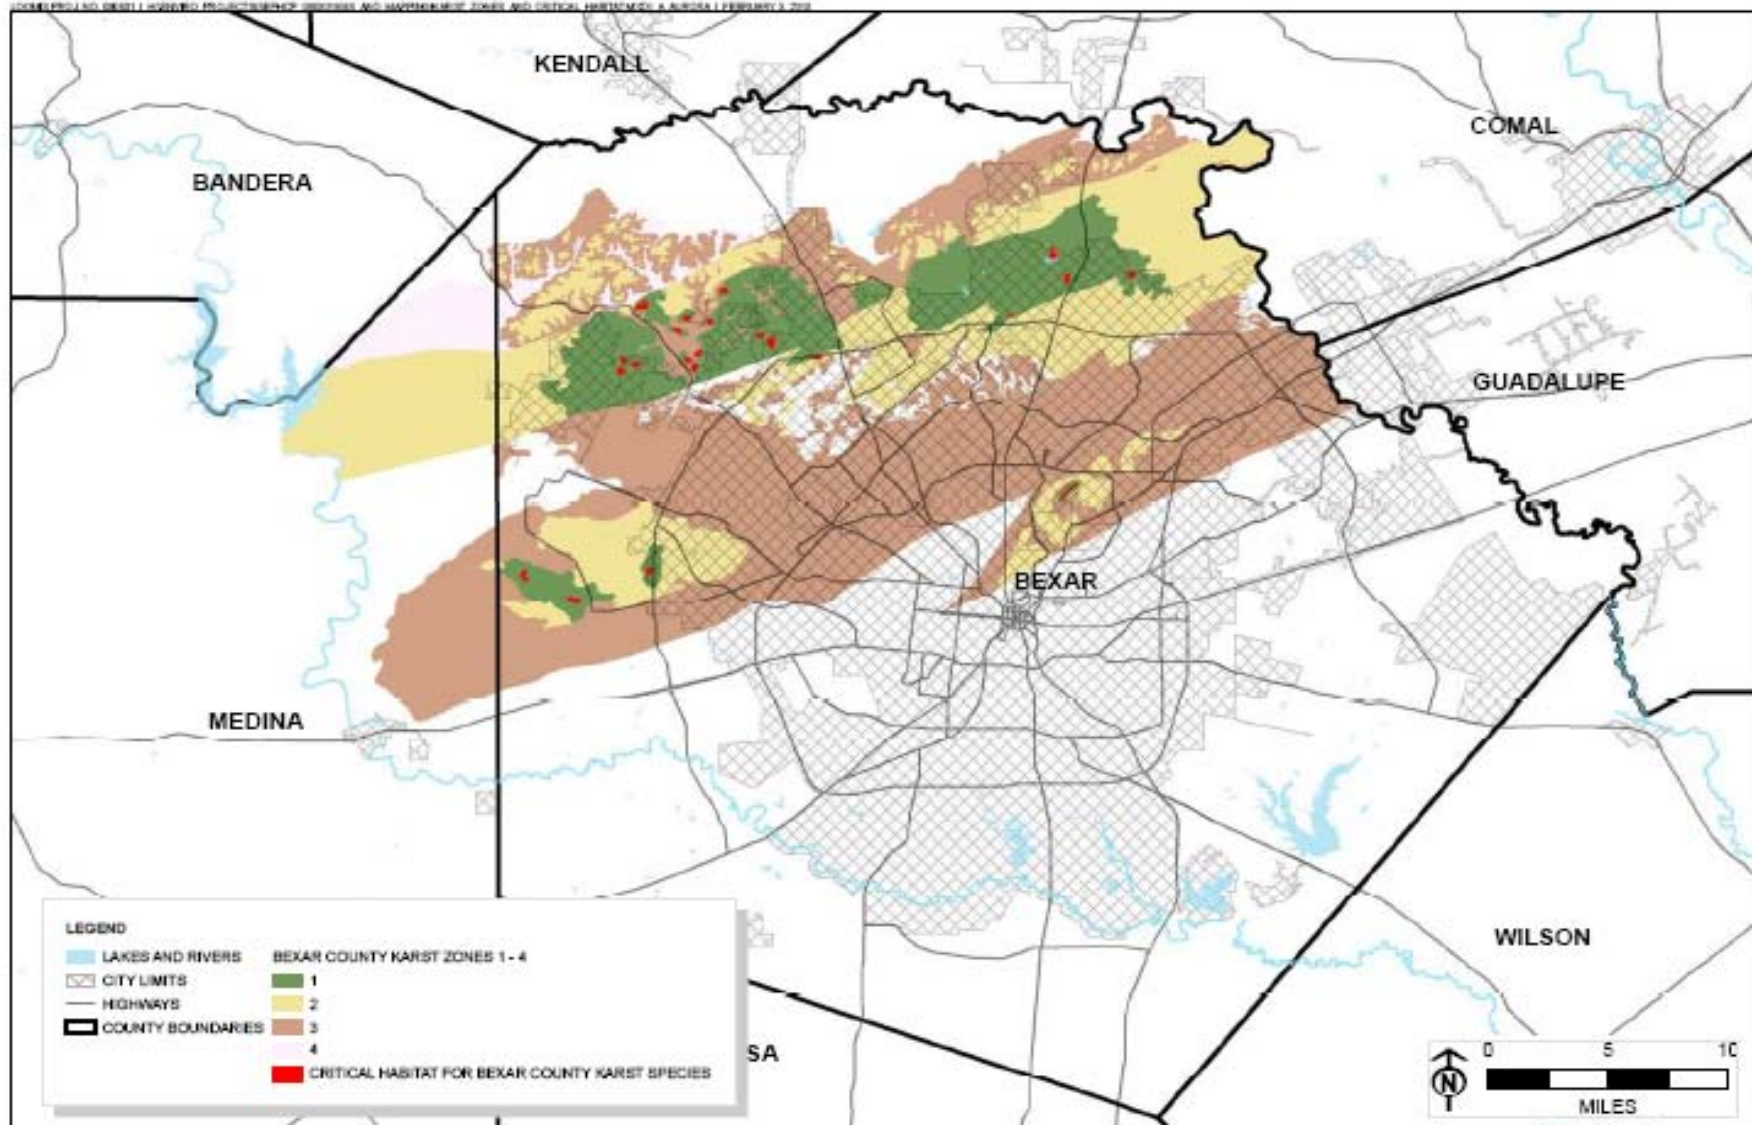 KENDALL
COMAL
BANDERA
GUADALUPE
BEXAR
MEDINA
WILSON
SA
LEGEND
LAKES AND RIVERS
CITY LIMITS
HIGHWAYS
COUNTY BOUNDARIES
BEXAR COUNTY KARST ZONES 1 - 4
1
2
3
4
CRITICAL HABITAT FOR BEXAR COUNTY KARST SPECIES
N
0 5 10
MILES